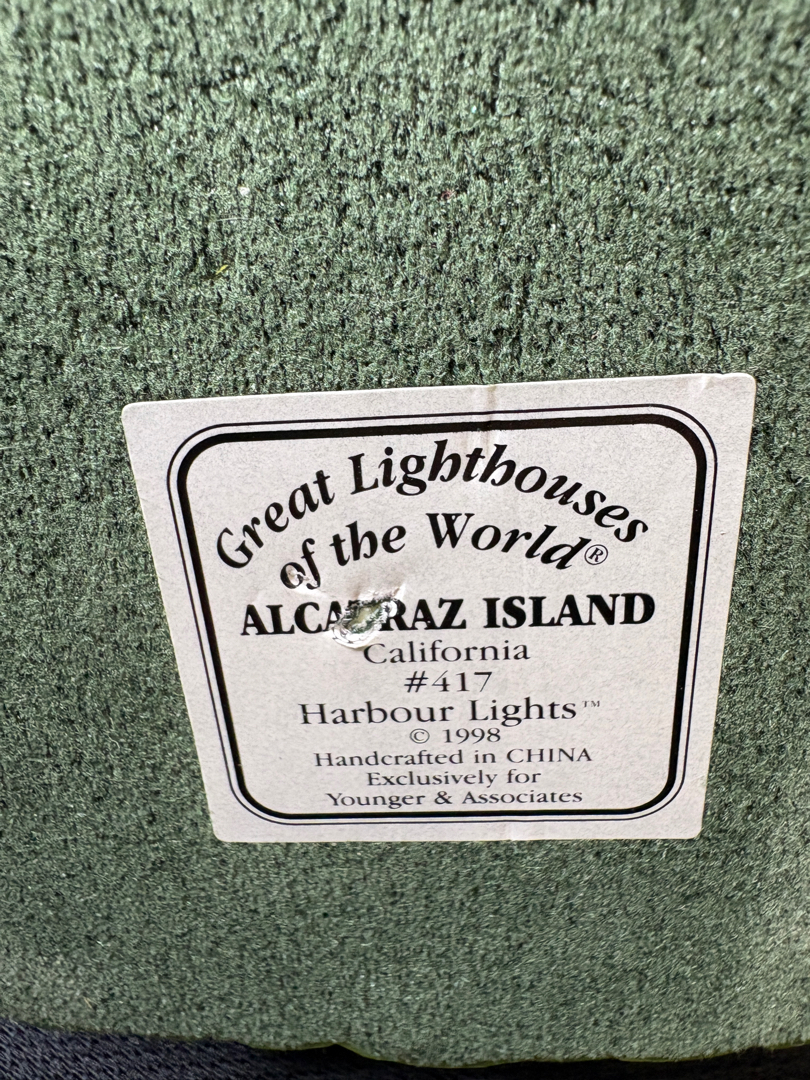 Great Lighthouses
of the World®
ALCATRAZ ISLAND
California
#417
Harbour Lights™
© 1998
Handcrafted in CHINA
Exclusively for
Younger & Associates